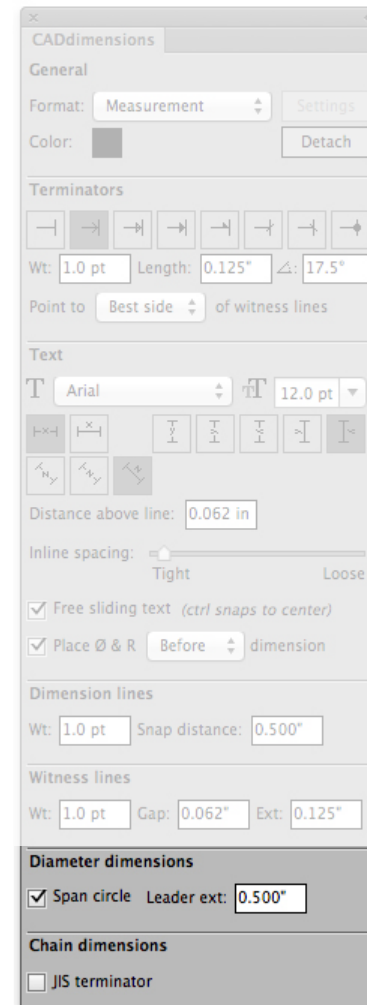 CADdimensions
General
Format: Measurement Settings
Color: Detach
Terminators
Wt: 1.0 pt Length: 0.125" ∠: 17.5°
Point to Best side of witness lines
Text
T Arial TT 12.0 pt
Distance above line: 0.062 in
Inline spacing:
Tight Loose
Free sliding text (ctrl snaps to center)
Place Ø & R Before dimension
Dimension lines
Wt: 1.0 pt Snap distance: 0.500"
Witness lines
Wt: 1.0 pt Gap: 0.062" Ext: 0.125"
Diameter dimensions
Span circle Leader ext: 0.500"
Chain dimensions
JIS terminator